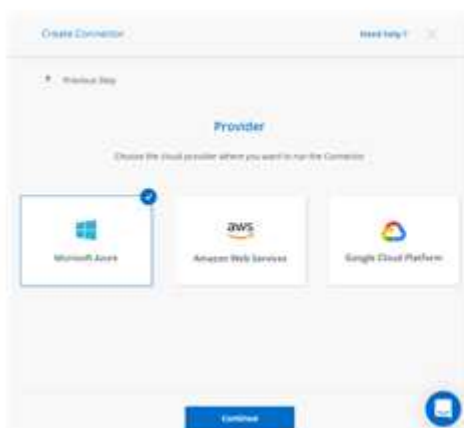 Create Connector
Need help?
Previous Step
Provider
Choose the cloud provider where you want to run the Connector
Microsoft Azure
aws
Amazon Web Services
Google Cloud Platform
Continue